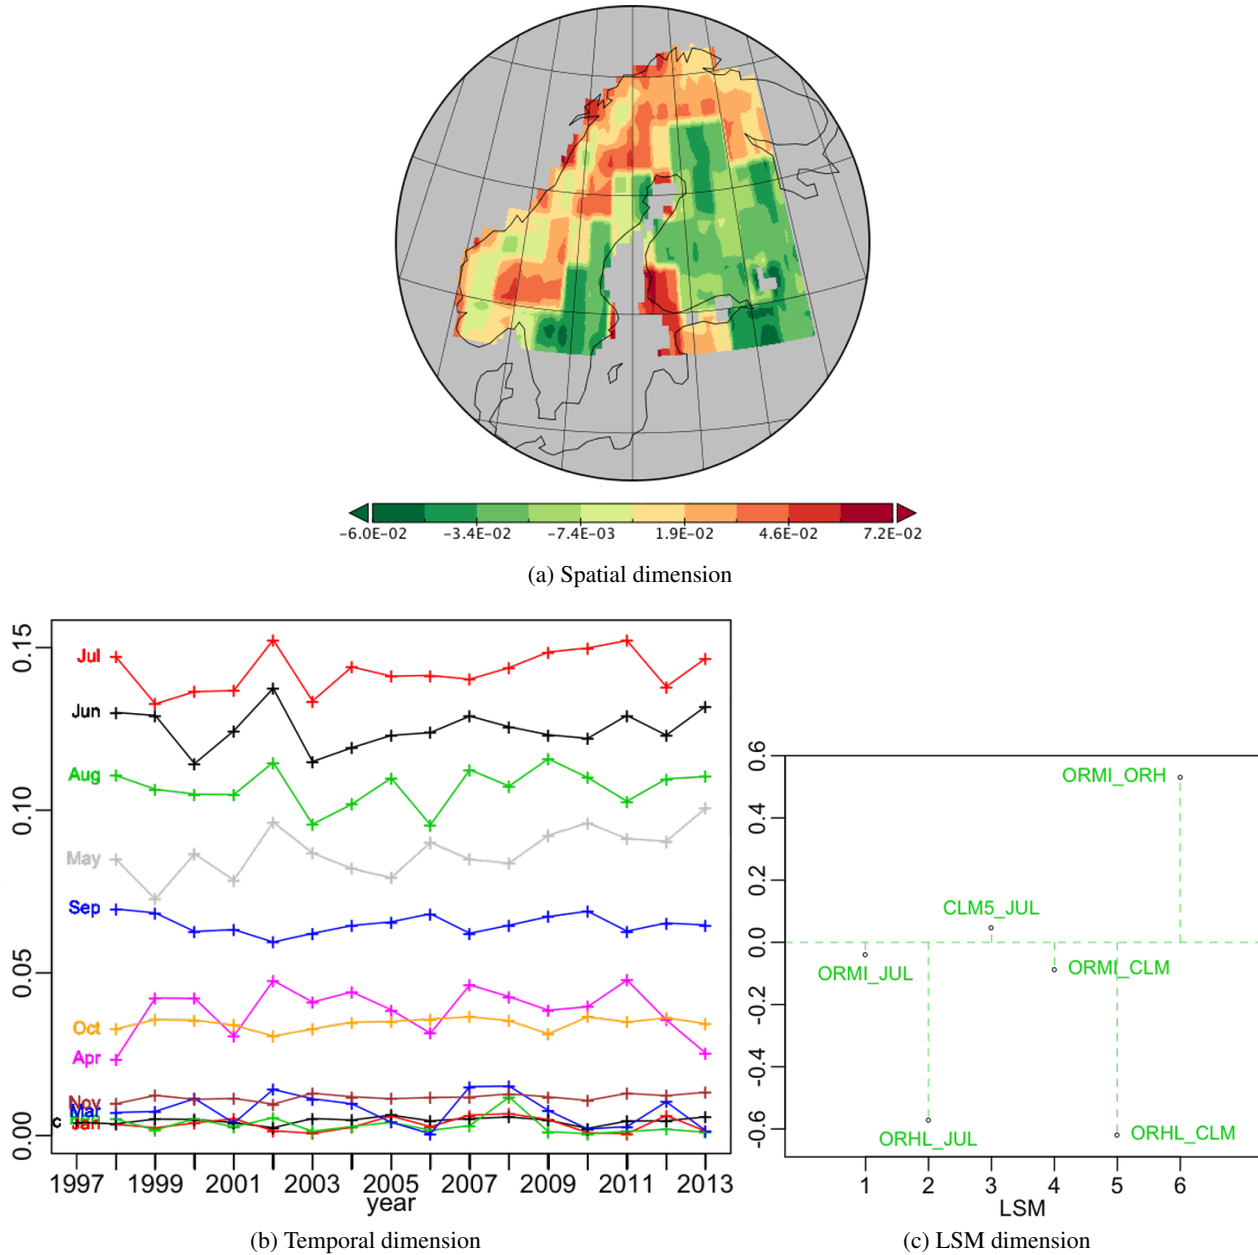 -6.0E-02 -3.4E-02 -7.4E-03 1.9E-02 4.6E-02 7.2E-02
(a) Spatial dimension
0.15
Jul
Jun
Aug
0.10
May
Sep
0.05
Oct
Apr
Nov
Mar
Jan
0.00
c
1997 1999 2001 2003 2005 2007 2009 2011 2013
year
(b) Temporal dimension
0.6
ORMI_ORH
0.4
0.2
CLM5_JUL
0.0
ORMI_JUL
ORMI_CLM
-0.2
-0.4
-0.6
ORHL_JUL
ORHL_CLM
1 2 3 4 5 6
LSM
(c) LSM dimension